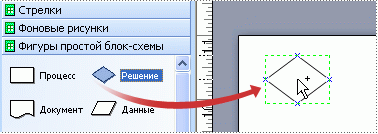 Стрелки
Фоновые рисунки
Фигуры простой блок-схемы
Процесс
Решение
Документ
Данные